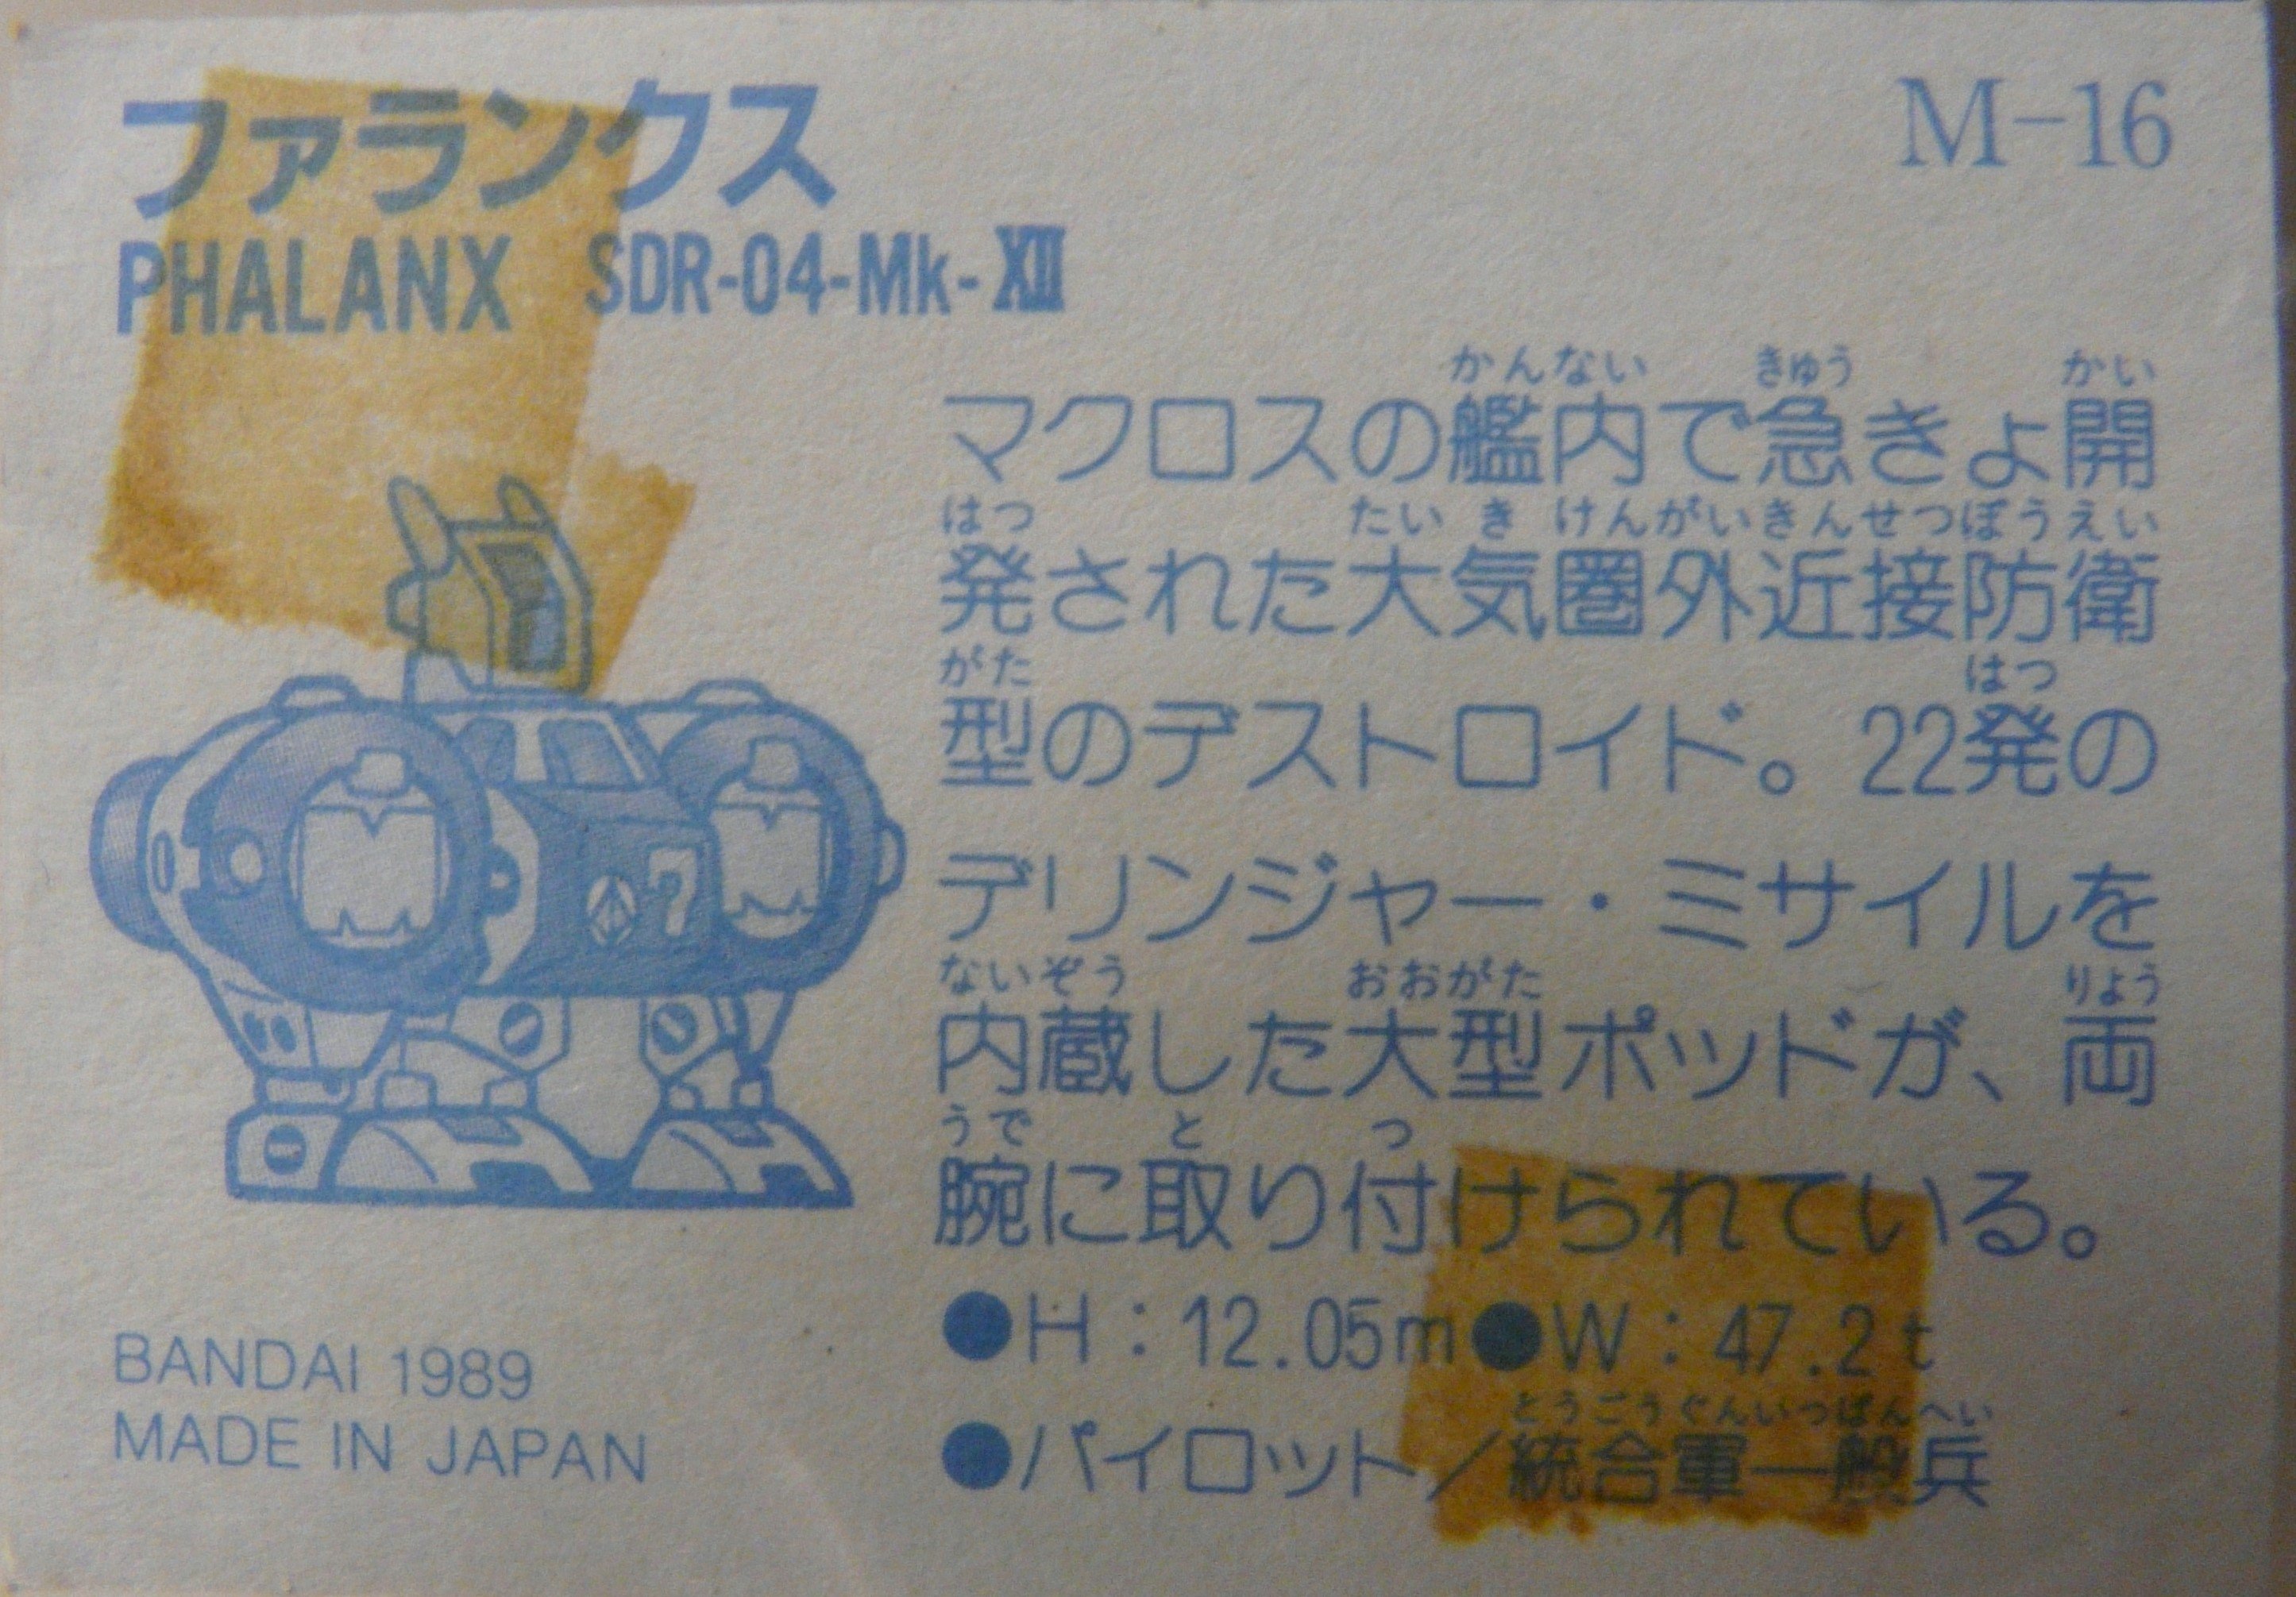 ファランクス
M-16
PHALANX SDR-04-Mk-XII
かんない きゅう かい
マクロスの艦内で急きょ開
はつ たい き けんがいきんせつぼうえい
発された大気圏外近接防衛
がた はつ
型のデストロイド。22発の
デリンジャー・ミサイルを
ないぞう おおがた りょう
内蔵した大型ポッドが、両
うで と つ
腕に取り付けられている。
●H:12.05m●W:47.2t
とうごうぐんいっぱんへい
●パイロット/統合軍一般兵
BANDAI 1989
MADE IN JAPAN